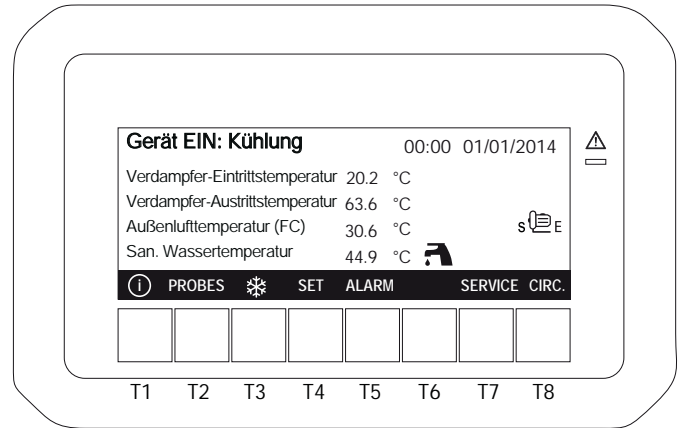 Gerät EIN: Kühlung 00:00 01/01/2014
Verdampfer-Eintrittstemperatur 20.2 °C
Verdampfer-Austrittstemperatur 63.6 °C
Außenlufttemperatur (FC) 30.6 °C S E
San. Wassertemperatur 44.9 °C
i PROBES SET ALARM SERVICE CIRC.
T1 T2 T3 T4 T5 T6 T7 T8